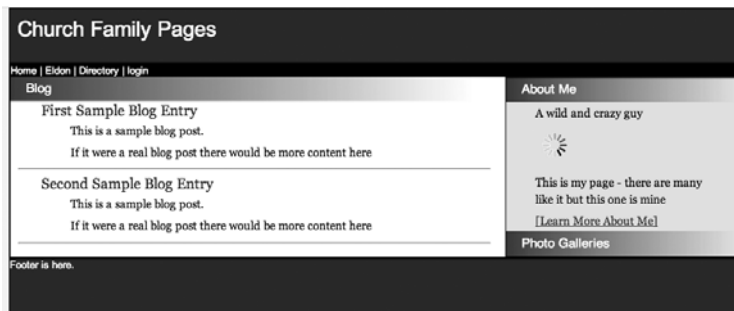 Church Family Pages
Home | Eldon | Directory | login
Blog
First Sample Blog Entry
This is a sample blog post.
If it were a real blog post there would be more content here
Second Sample Blog Entry
This is a sample blog post.
If it were a real blog post there would be more content here
About Me
A wild and crazy guy
This is my page - there are many
like it but this one is mine
[Learn More About Me]
Photo Galleries
Footer is here.